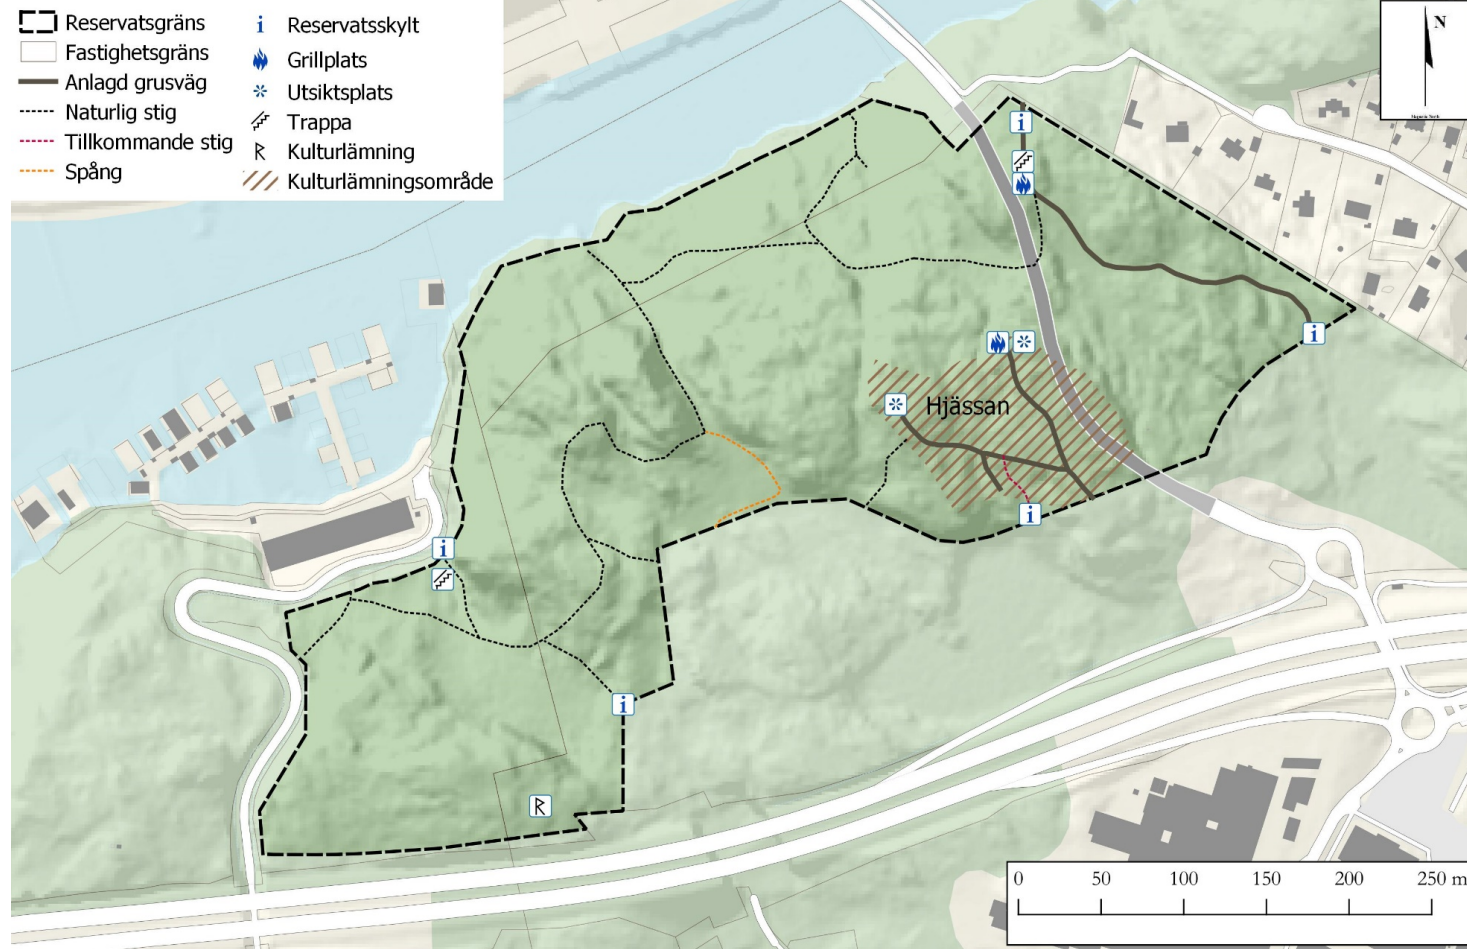 Reservatsgräns
Fastighetsgräns
Anlagd grusväg
Naturlig stig
Tillkommande stig
Spång
i Reservatsskylt
Grillplats
Utsiktsplats
Trappa
R Kulturlämning
Kulturlämningsområde
N
i
i
Hjässan
i
i
i
R
0 50 100 150 200 250 m